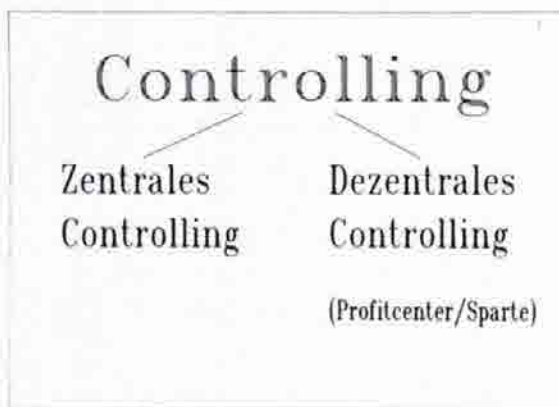 Controlling
Zentrales Dezentrales
Controlling Controlling
(Profitcenter/Sparte)